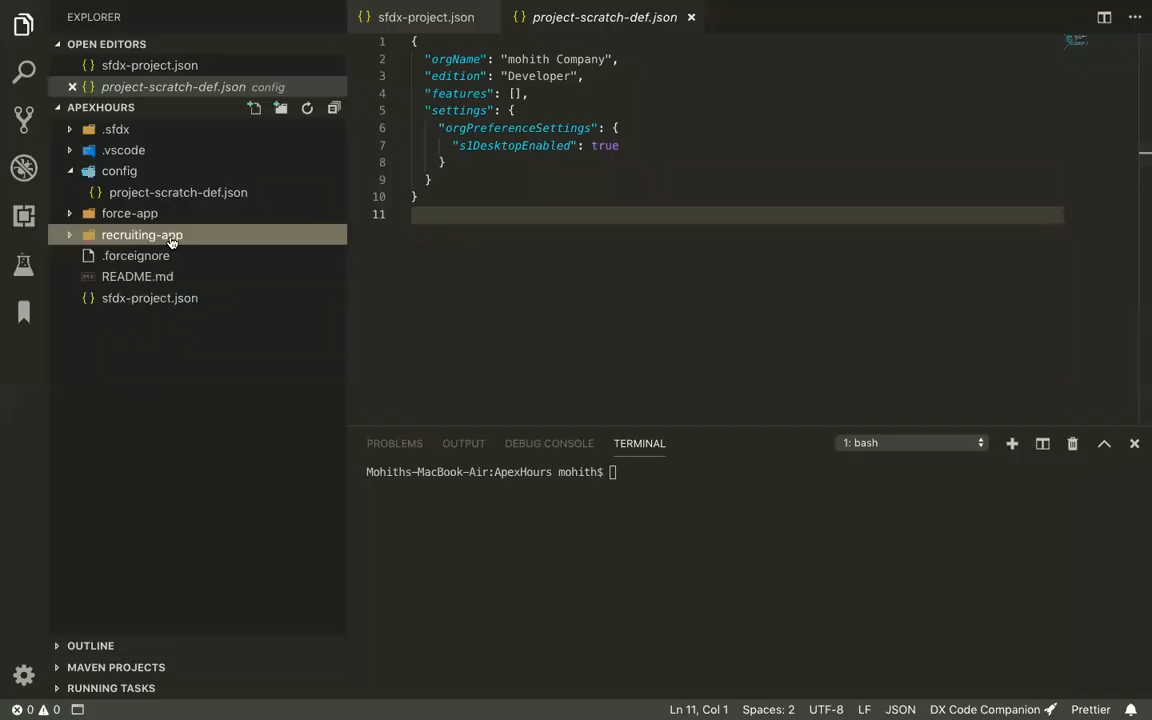 EXPLORER
OPEN EDITORS
sfdx-project.json
project-scratch-def.json config
APEXHOURS
.sfdx
.vscode
config
project-scratch-def.json
force-app
recruiting-app
.forceignore
README.md
sfdx-project.json
OUTLINE
MAVEN PROJECTS
RUNNING TASKS
sfdx-project.json
project-scratch-def.json
1 {
2 "orgName": "mohith Company",
3 "edition": "Developer",
4 "features": [],
5 "settings": {
6 "orgPreferenceSettings": {
7 "s1DesktopEnabled": true
8 }
9 }
10 }
11
PROBLEMS OUTPUT DEBUG CONSOLE TERMINAL 1: bash
Mohiths-MacBook-Air:ApexHours mohith$
0 0 Ln 11, Col 1 Spaces: 2 UTF-8 LF JSON DX Code Companion Prettier